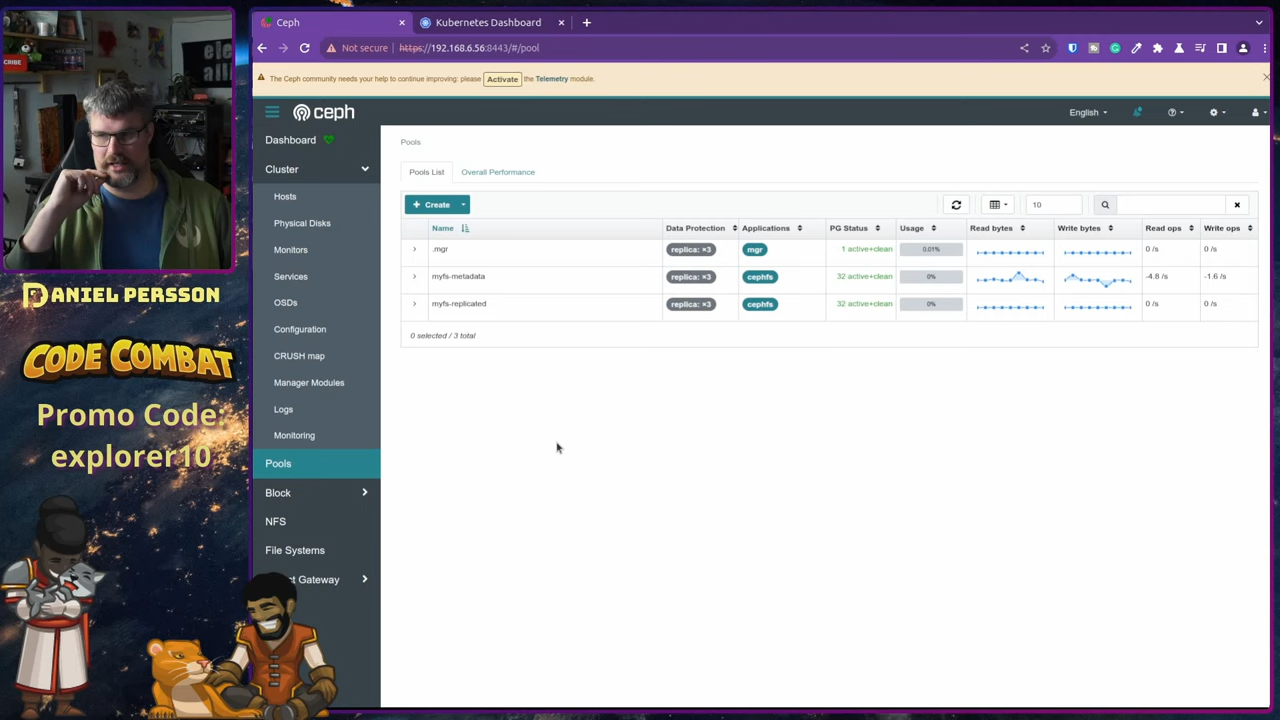 Ceph
Kubernetes Dashboard
Not secure
https://192.168.6.56:8443/#/pool
The Ceph community needs your help to continue improving: please Activate the Telemetry module.
ceph
English
Dashboard
Cluster
Hosts
Physical Disks
Monitors
Services
OSDs
Configuration
CRUSH map
Manager Modules
Logs
Monitoring
Pools
Block
NFS
File Systems
t Gateway
Pools
Pools List
Overall Performance
Create
10
Name Data Protection Applications PG Status Usage Read bytes Write bytes Read ops Write ops
.mgr replica: ×3 mgr 1 active+clean 0.01% 0 /s 0 /s
myfs-metadata replica: ×3 cephfs 32 active+clean 0% -4.8 /s -1.6 /s
myfs-replicated replica: ×3 cephfs 32 active+clean 0% 0 /s 0 /s
0 selected / 3 total
CRIBE
ele
all
DANIEL PERSSON
CODE COMBAT
Promo Code:
explorer10